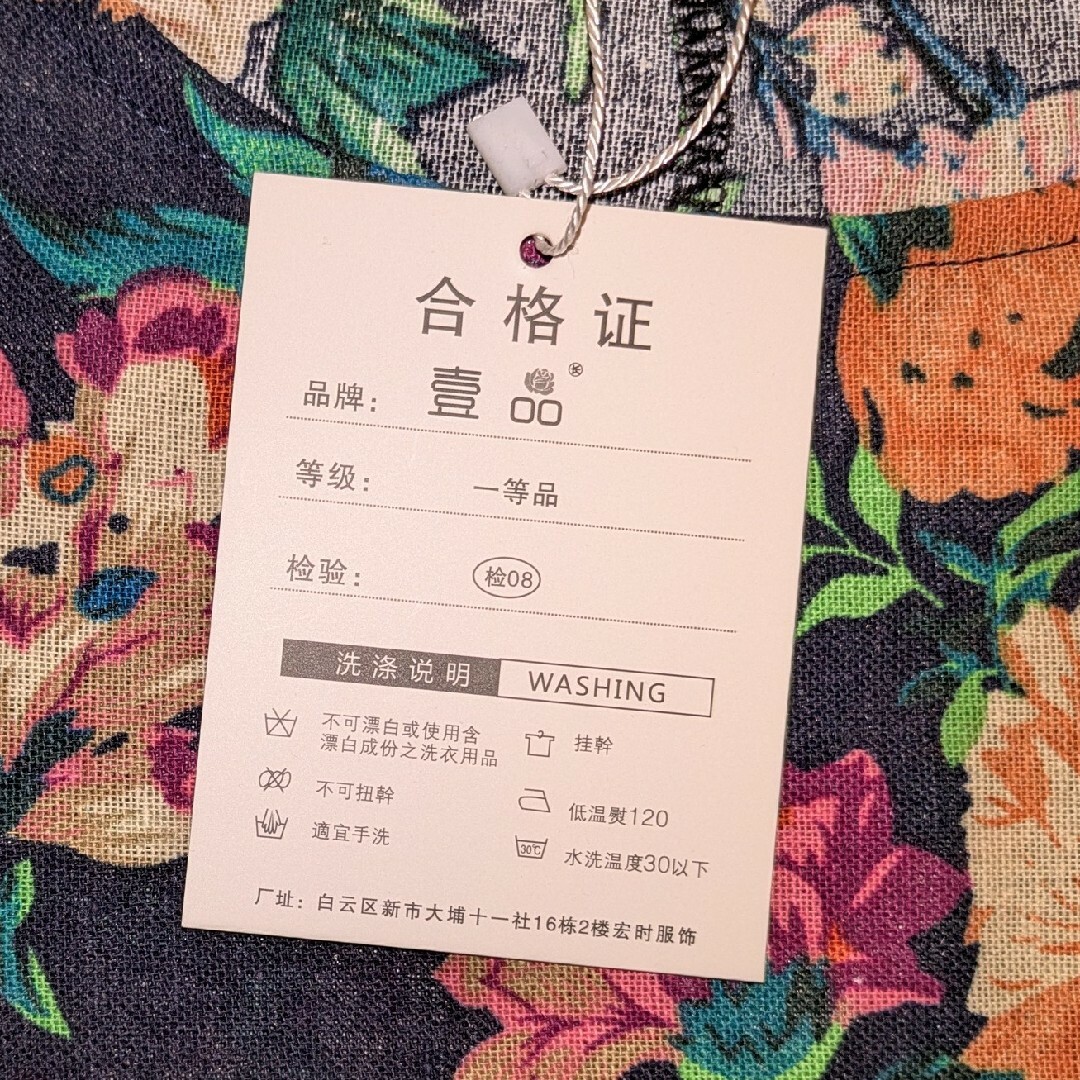 合格证
品牌: 壹品
等级: 一等品
检验: 检08
洗涤说明 WASHING
不可漂白或使用含
漂白成份之洗衣用品
挂幹
不可扭幹
低温熨120
適宜手洗
30℃ 水洗温度30以下
厂址: 白云区新市大埔十一社16栋2楼宏时服饰